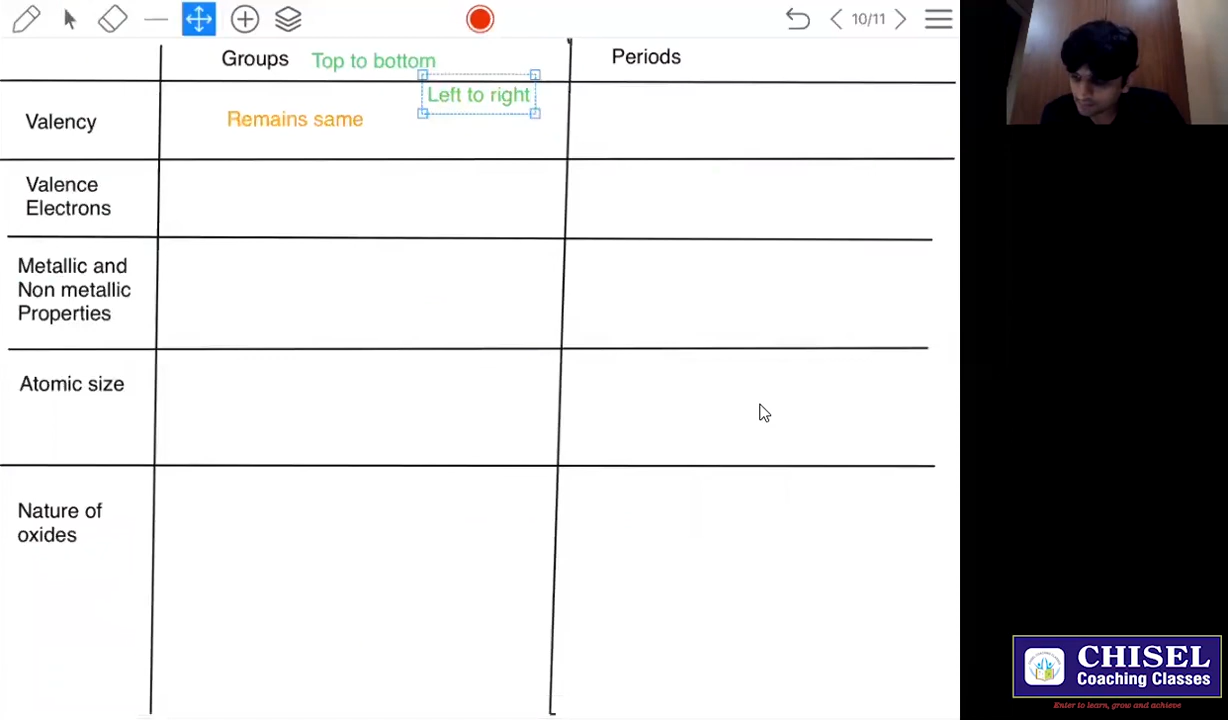 10/11
Groups Top to bottom
Periods
Left to right
Valency
Remains same
Valence
Electrons
Metallic and
Non metallic
Properties
Atomic size
Nature of
oxides
CHISEL
Coaching Classes
Enter to learn, grow and achieve